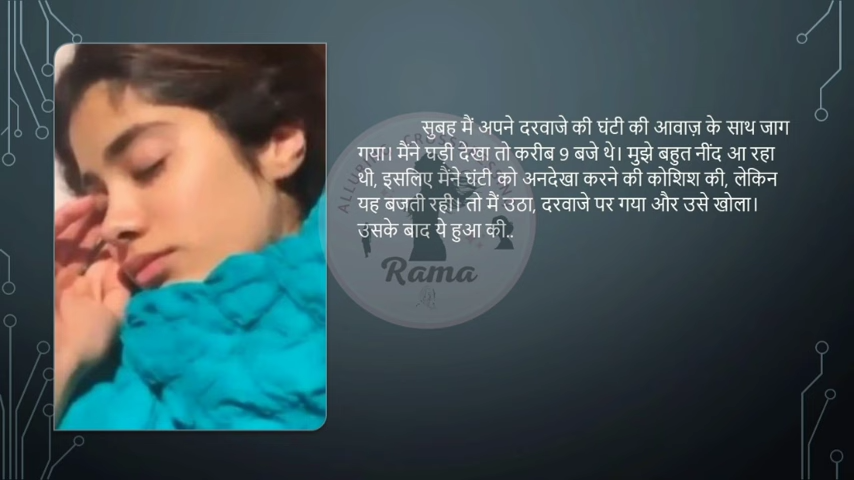 सुबह मैं अपने दरवाजे की घंटी की आवाज़ के साथ जाग
गया। मैंने घड़ी देखा तो करीब 9 बजे थे। मुझे बहुत नींद आ रहा
थी, इसलिए मैंने घंटी को अनदेखा करने की कोशिश की, लेकिन
यह बजती रही। तो मैं उठा, दरवाजे पर गया और उसे खोला।
उसके बाद ये हुआ की..
Rama